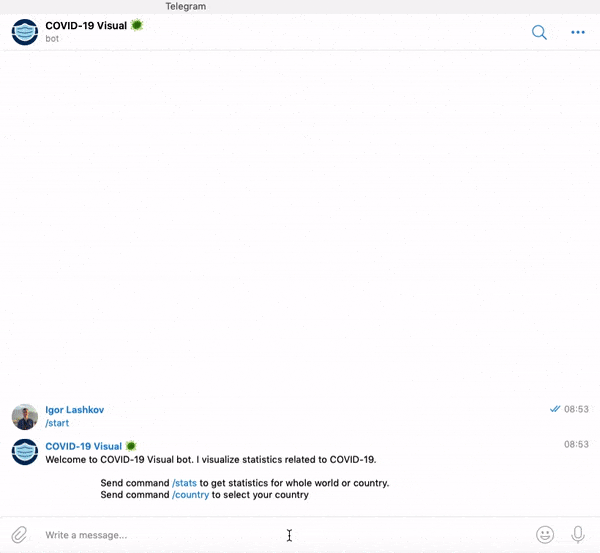 Telegram
COVID-19 Visual
bot
Igor Lashkov
08:53
/start
COVID-19 Visual
08:53
Welcome to COVID-19 Visual bot. I visualize statistics related to COVID-19.
Send command /stats to get statistics for whole world or country.
Send command /country to select your country
Write a message...